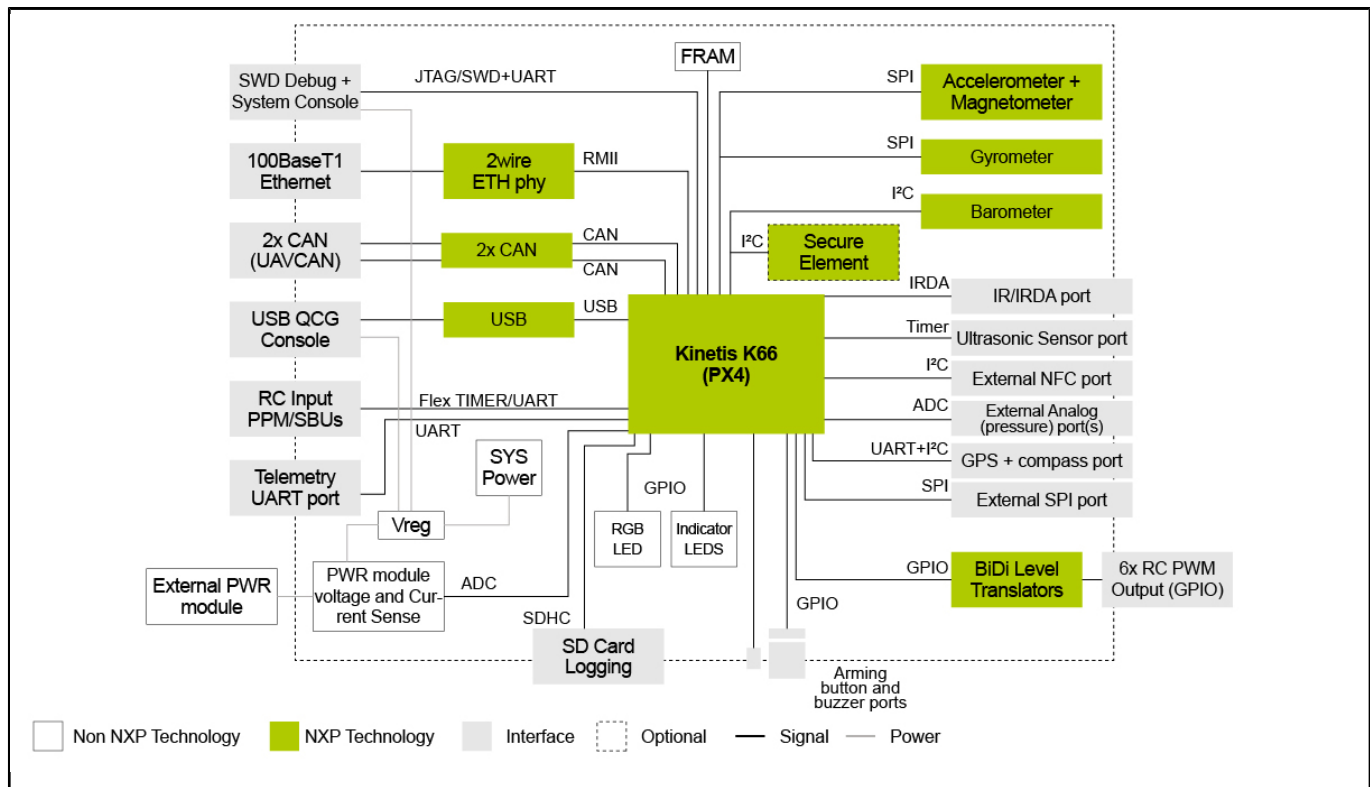 FRAM
SWD Debug +
System Console
JTAG/SWD+UART
SPI
Accelerometer +
Magnetometer
100BaseT1
Ethernet
2wire
ETH phy
RMII
SPI
Gyrometer
I²C
Barometer
2x CAN
(UAVCAN)
2x CAN
CAN
CAN
I²C
Secure
Element
USB QCG
Console
USB
USB
Kinetis K66
(PX4)
IRDA
IR/IRDA port
Timer
Ultrasonic Sensor port
I²C
External NFC port
RC Input
PPM/SBUs
Flex TIMER/UART
ADC
External Analog
(pressure) port(s)
UART
UART+I²C
GPS + compass port
Telemetry
UART port
SYS
Power
SPI
External SPI port
GPIO
Vreg
RGB
LED
Indicator
LEDS
External PWR
module
PWR module
voltage and Cur-
rent Sense
ADC
GPIO
BiDi Level
Translators
6x RC PWM
Output (GPIO)
SDHC
GPIO
SD Card
Logging
Arming
button and
buzzer ports
Non NXP Technology
NXP Technology
Interface
Optional
Signal
Power